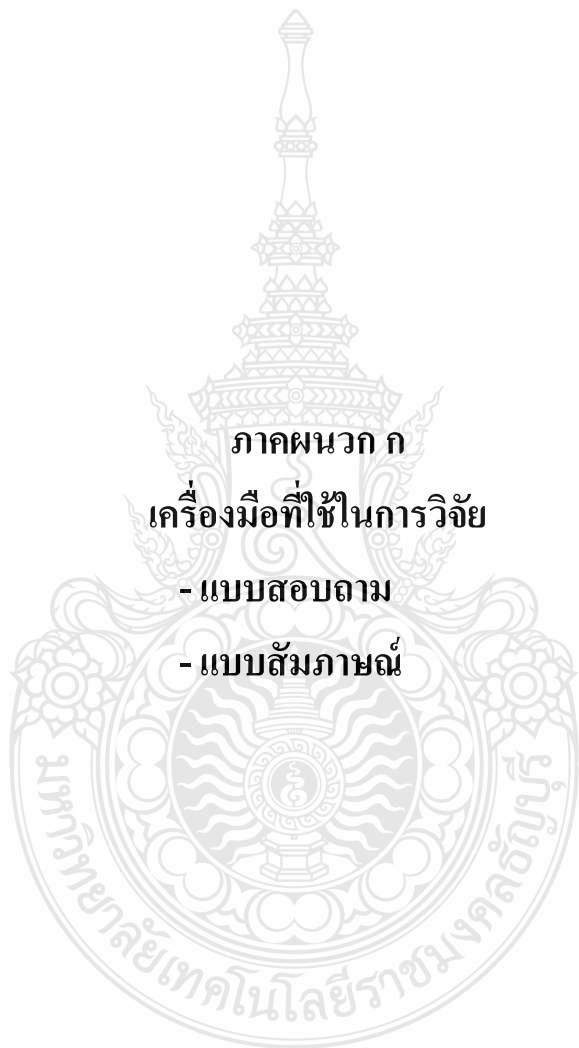 ภาคผนวก ก
เครื่องมือที่ใช้ในการวิจัย
- แบบสอบถาม
- แบบสัมภาษณ์
มหาวิทยาลัยเทคโนโลยีราชมงคลธัญบุรี